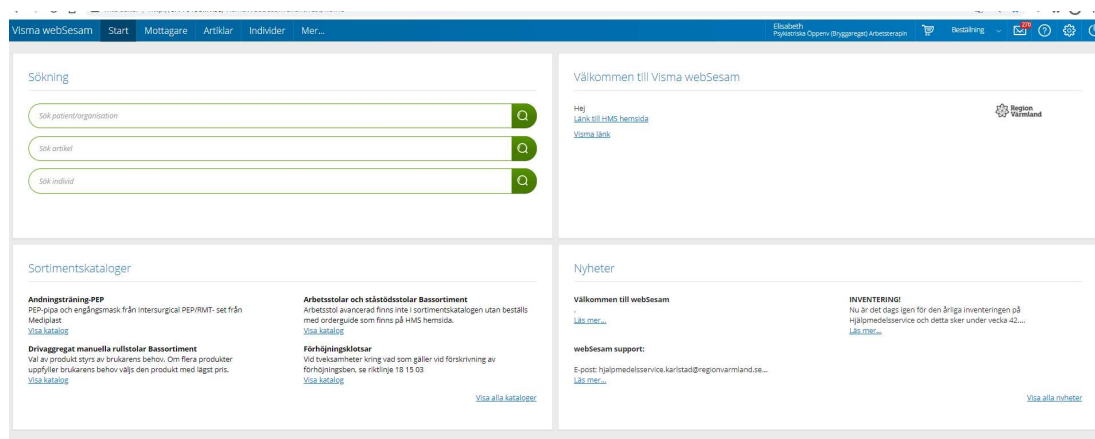 Visma webSesam Start Mottagare Artiklar Individer Mer...
Elisabeth
Psykiatriska Öppenv (Bryggaregat) Arbetsterapin
Beställning
270
Sökning
Sök patient/organisation
Sök artikel
Sök individ
Välkommen till Visma webSesam
Hej
Länk till HMS hemsida
Visma länk
Region
Värmland
Sortimentskataloger
Andningsträning-PEP
PEP-pipa och engångsmask från Intersurgical PEP/RMT- set från
Mediplast
Visa katalog
Drivaggregat manuella rullstolar Bassortiment
Val av produkt styrs av brukarens behov. Om flera produkter
uppfyller brukarens behov väljs den produkt med lägst pris.
Visa katalog
Arbetsstolar och ståstödsstolar Bassortiment
Arbetsstol avancerad finns inte i sortimentskatalogen utan beställs
med orderguide som finns på HMS hemsida.
Visa katalog
Förhöjningsklotsar
Vid tveksamheter kring vad som gäller vid förskrivning av
förhöjningsben, se riktlinje 18 15 03
Visa katalog
Visa alla kataloger
Nyheter
Välkommen till webSesam
.
Läs mer...
webSesam support:
E-post: hjalpmedelsservice.karlstad@regionvarmland.se...
Läs mer...
INVENTERING!
Nu är det dags igen för den årliga inventeringen på
Hjälpmedelsservice och detta sker under vecka 42....
Läs mer...
Visa alla nyheter